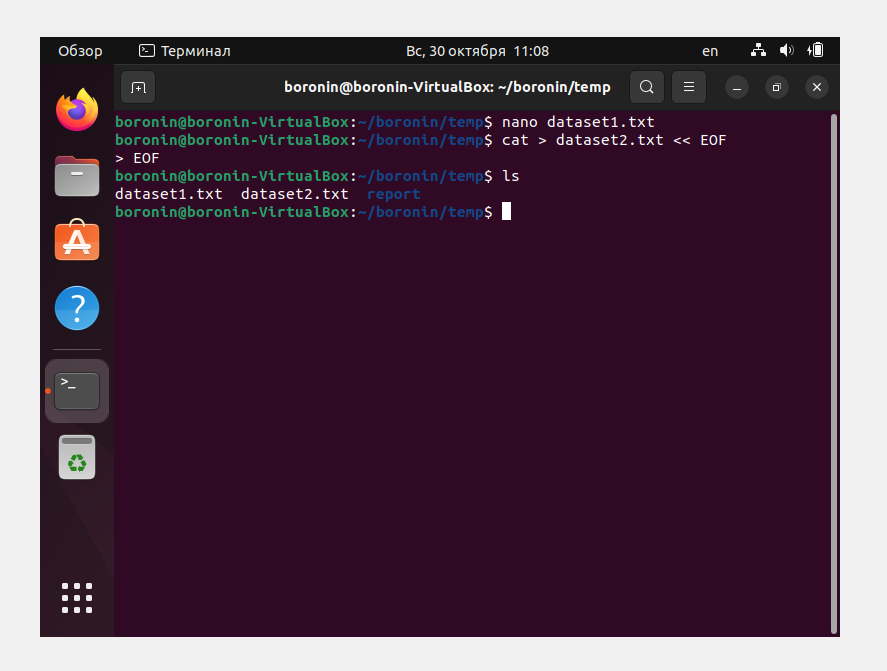 Обзор Терминал Вс, 30 октября 11:08 en
boronin@boronin-VirtualBox: ~/boronin/temp
boronin@boronin-VirtualBox:~/boronin/temp$ nano dataset1.txt
boronin@boronin-VirtualBox:~/boronin/temp$ cat > dataset2.txt << EOF
> EOF
boronin@boronin-VirtualBox:~/boronin/temp$ ls
dataset1.txt  dataset2.txt  report
boronin@boronin-VirtualBox:~/boronin/temp$